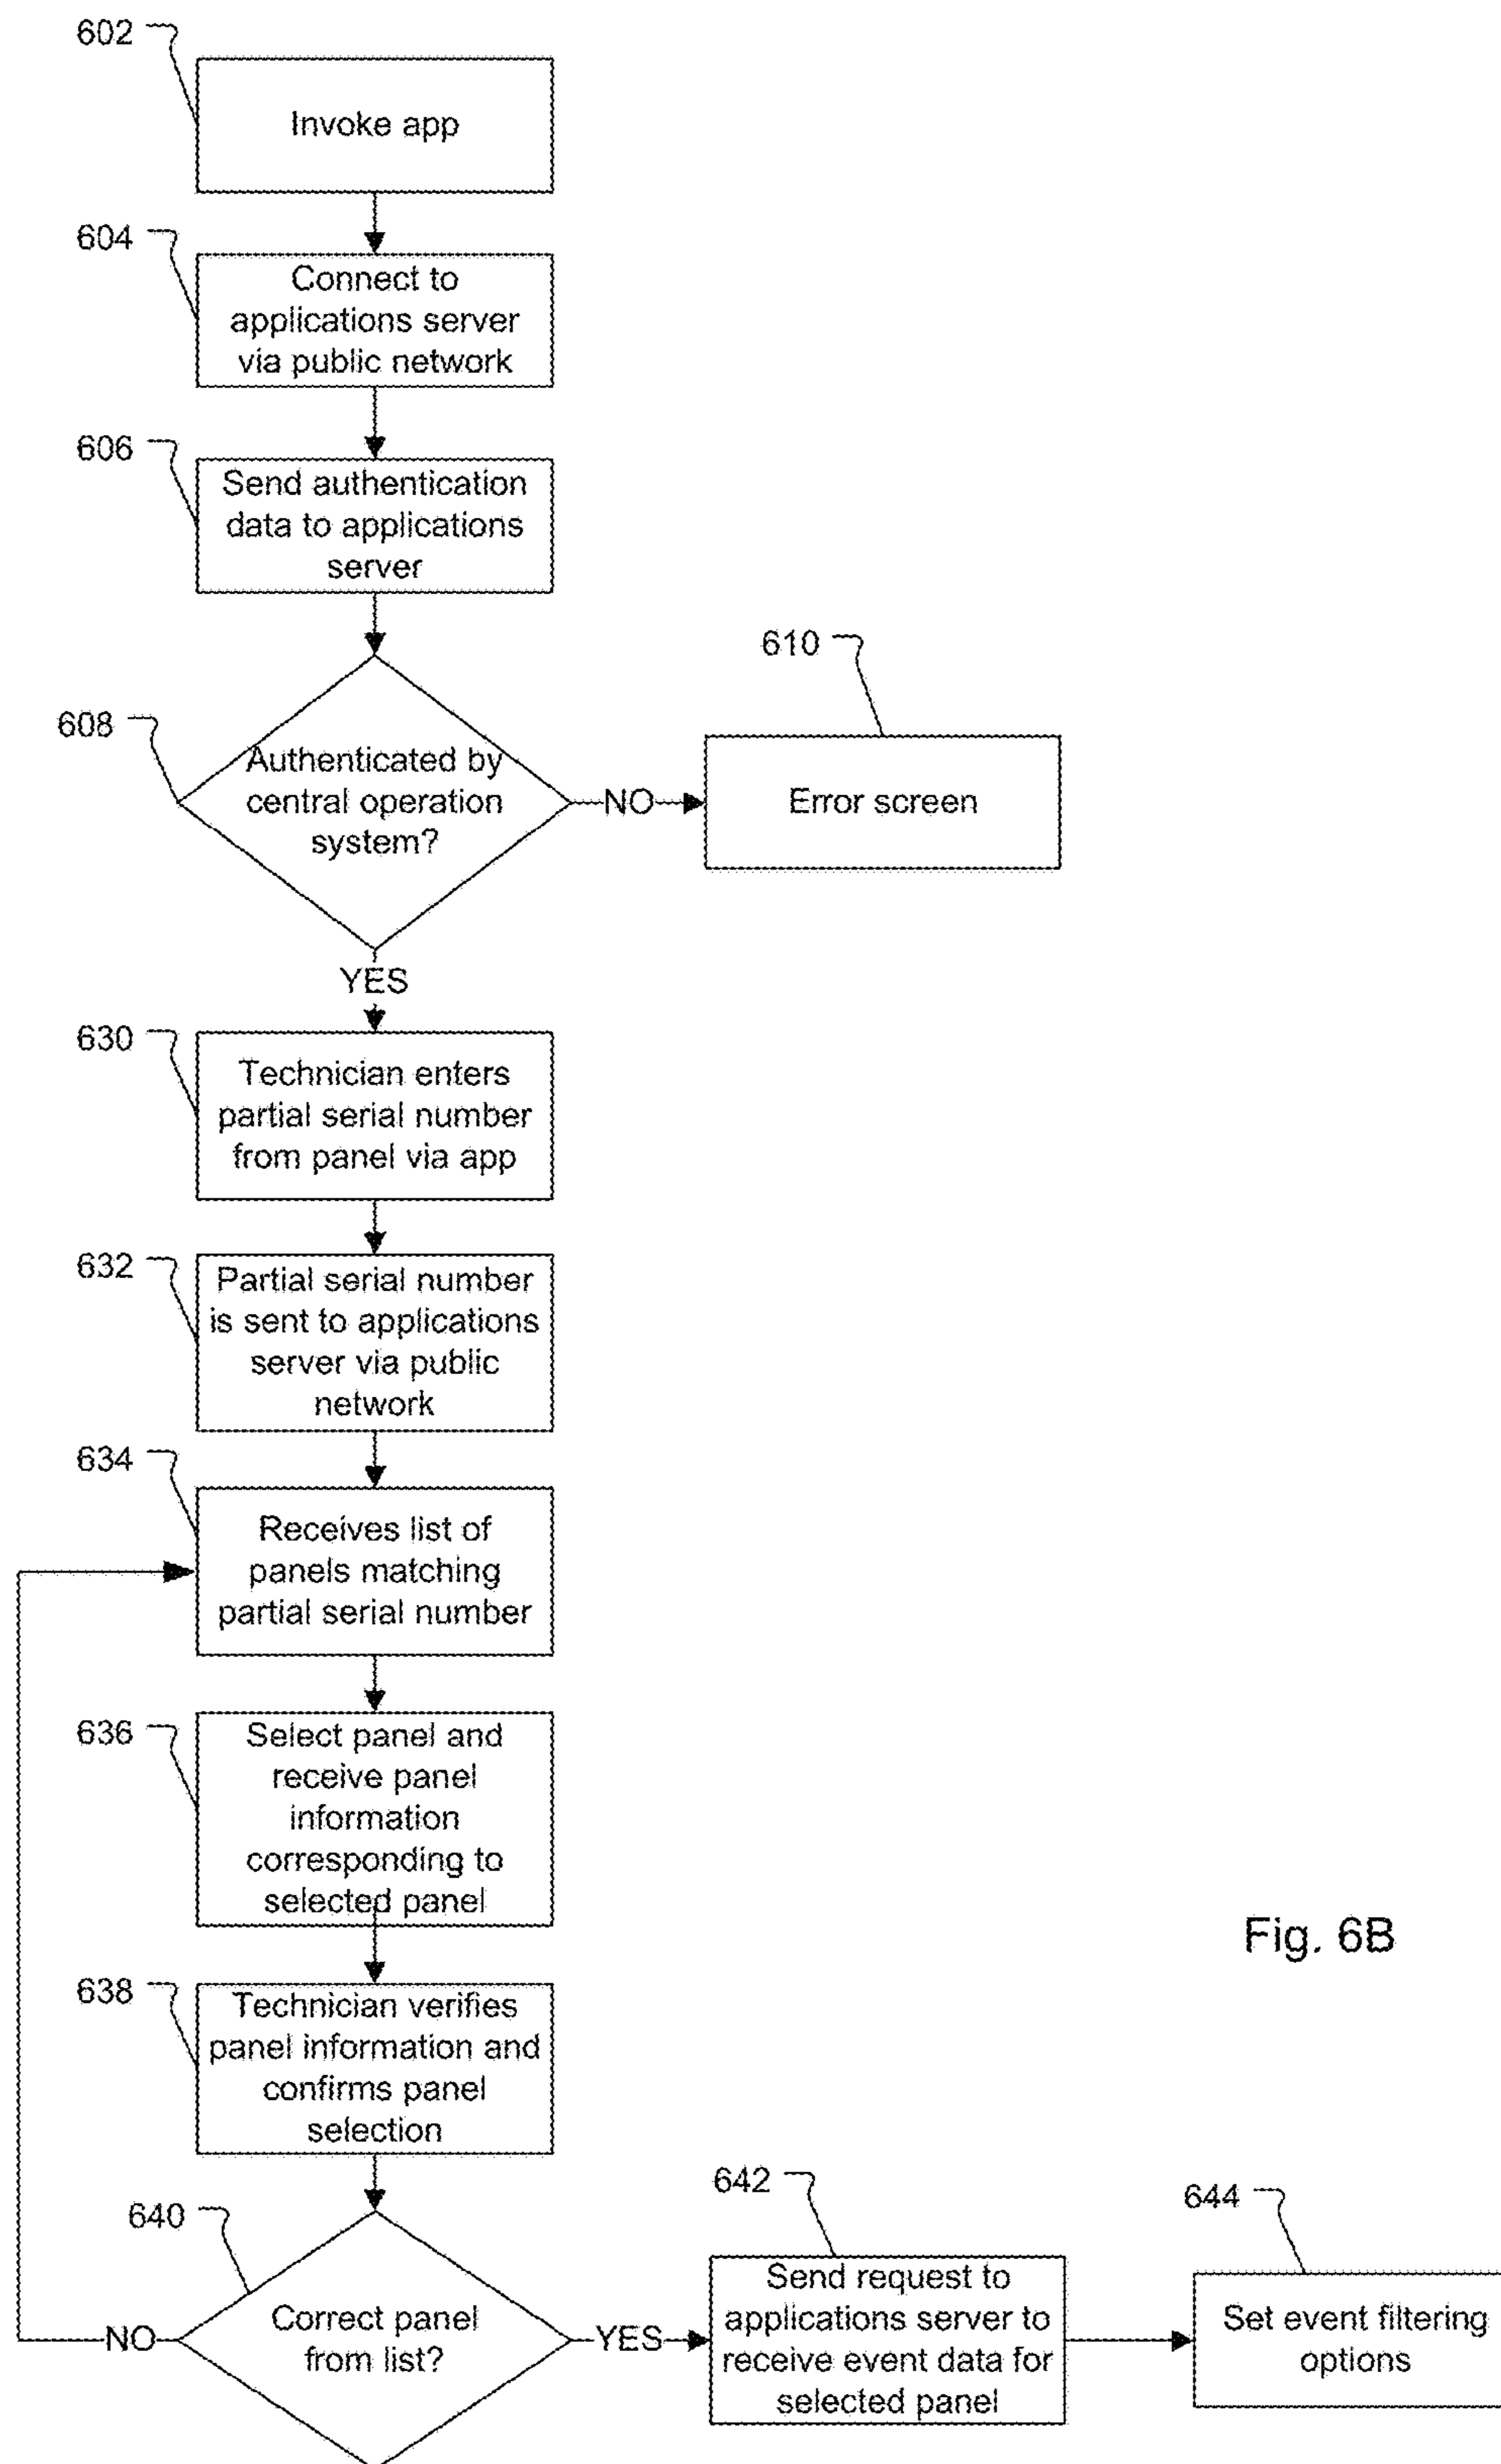 602
Invoke app
604
Connect to
applications server
via public network
606
Send authentication
data to applications
server
608
Authenticated by
central operation
system?
NO
610
Error screen
YES
630
Technician enters
partial serial number
from panel via app
632
Partial serial number
is sent to applications
server via public
network
634
Receives list of
panels matching
partial serial number
636
Select panel and
receive panel
information
corresponding to
selected panel
Fig. 6B
638
Technician verifies
panel information and
confirms panel
selection
640
Correct panel
from list?
NO
YES
642
Send request to
applications server to
receive event data for
selected panel
644
Set event filtering
options